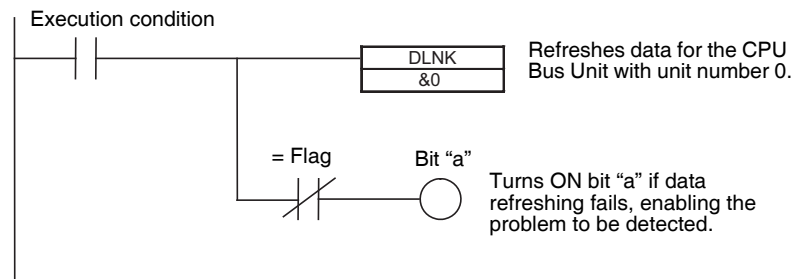 Execution condition
DLNK
&0
Refreshes data for the CPU
Bus Unit with unit number 0.
= Flag
Bit “a”
Turns ON bit “a” if data
refreshing fails, enabling the
problem to be detected.